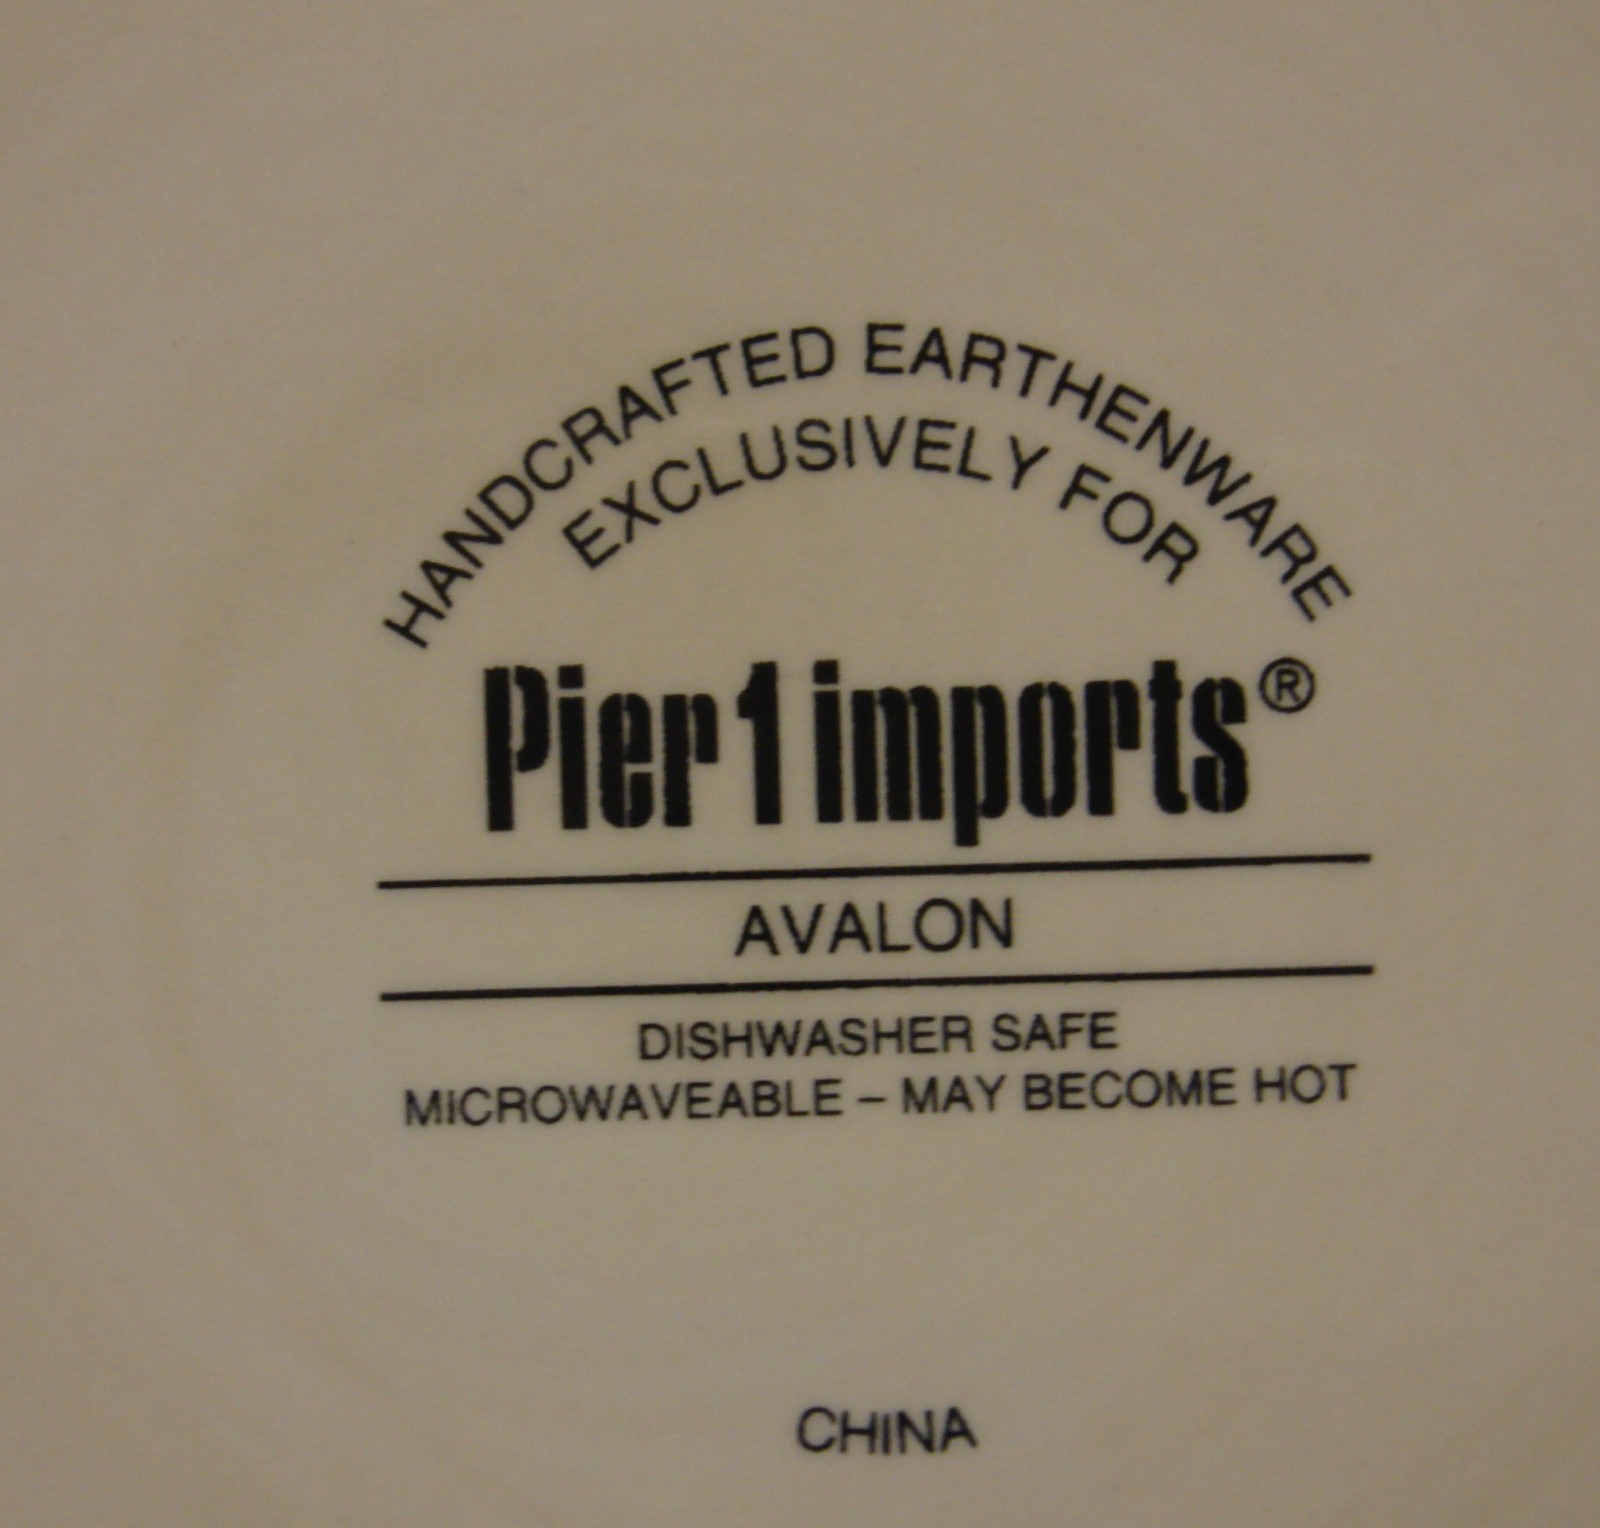 HANDCRAFTED EARTHENWARE
EXCLUSIVELY FOR
Pier 1 imports®
AVALON
DISHWASHER SAFE
MICROWAVEABLE – MAY BECOME HOT
CHINA